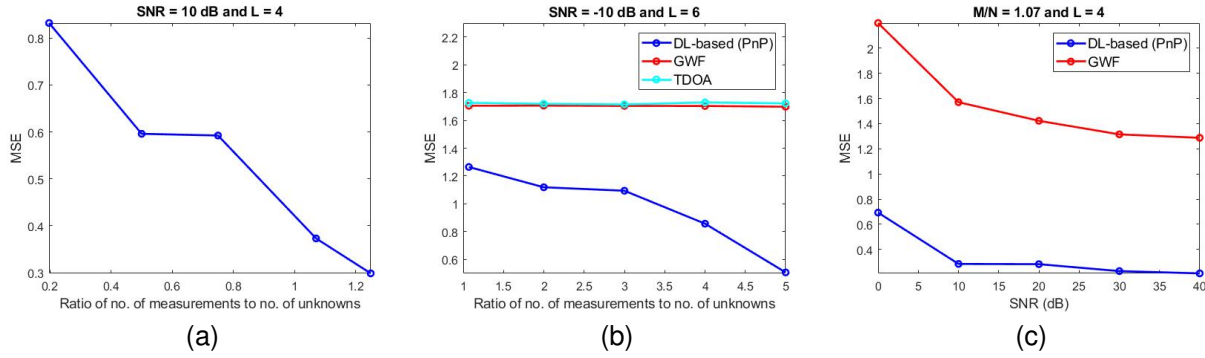 SNR = 10 dB and L = 4
0.8
0.7
0.6
0.5
0.4
0.3
MSE
0.2 0.4 0.6 0.8 1 1.2
Ratio of no. of measurements to no. of unknowns
(a)
SNR = -10 dB and L = 6
2.2
2
1.8
1.6
1.4
1.2
1
0.8
0.6
MSE
DL-based (PnP)
GWF
TDOA
1 1.5 2 2.5 3 3.5 4 4.5 5
Ratio of no. of measurements to no. of unknowns
(b)
M/N = 1.07 and L = 4
2
1.8
1.6
1.4
1.2
1
0.8
0.6
0.4
MSE
DL-based (PnP)
GWF
0 5 10 15 20 25 30 35 40
SNR (dB)
(c)